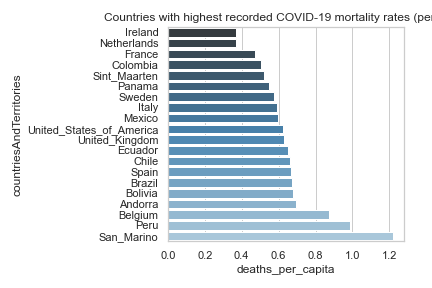 Countries with highest recorded COVID-19 mortality rates (per
Ireland
Netherlands
France
Colombia
Sint_Maarten
Panama
Sweden
Italy
Mexico
United_States_of_America
United_Kingdom
Ecuador
Chile
Spain
Brazil
Bolivia
Andorra
Belgium
Peru
San_Marino
countriesAndTerritories
0.0 0.2 0.4 0.6 0.8 1.0 1.2
deaths_per_capita